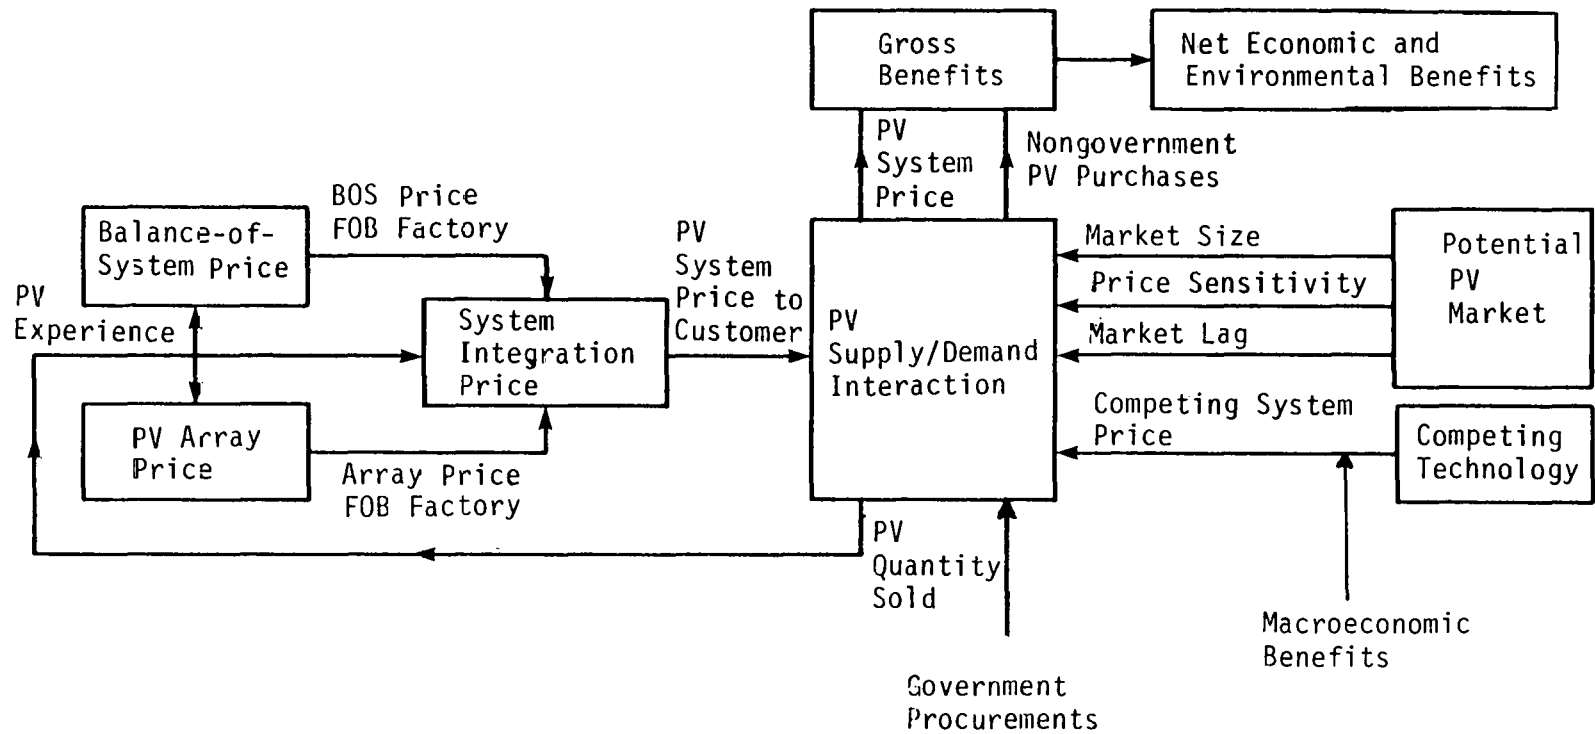 Gross
Benefits
Net Economic and
Environmental Benefits
PV
System
Price
Nongovernment
PV Purchases
BOS Price
FOB Factory
Balance-of-
System Price
PV
Experience
System
Integration
Price
PV
System
Price to
Customer
PV
Supply/Demand
Interaction
Market Size
Price Sensitivity
Market Lag
Potential
PV
Market
PV Array
Price
Array Price
FOB Factory
Competing System
Price
Competing
Technology
PV
Quantity
Sold
Macroeconomic
Benefits
Government
Procurements